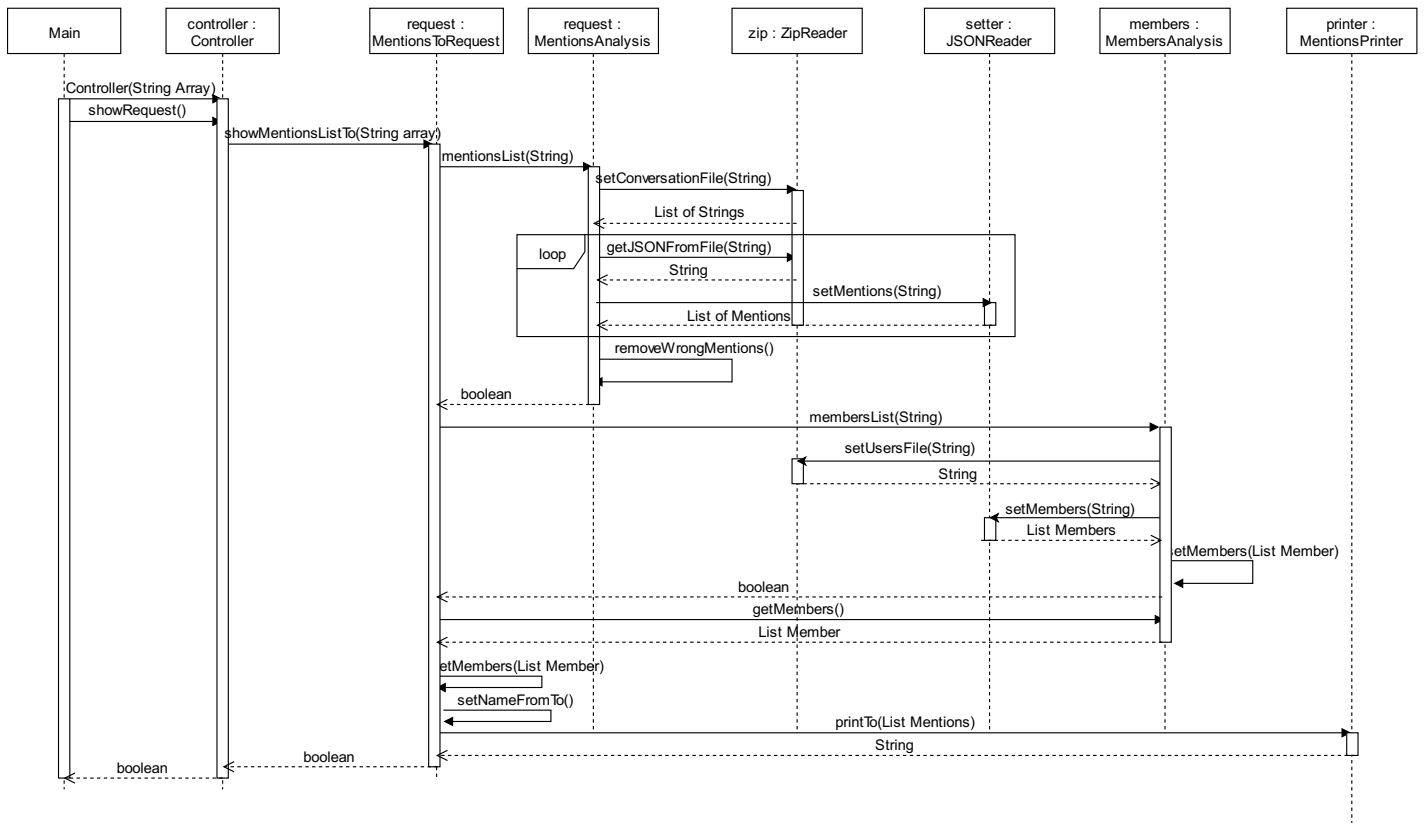 Main
controller :
Controller
request :
MentionsToRequest
request :
MentionsAnalysis
zip : ZipReader
setter :
JSONReader
members :
MembersAnalysis
printer :
MentionsPrinter
Controller(String Array)
showRequest()
showMentionsListTo(String array)
mentionsList(String)
setConversationFile(String)
List of Strings
loop
getJSONFromFile(String)
String
setMentions(String)
List of Mentions
removeWrongMentions()
boolean
membersList(String)
setUsersFile(String)
String
setMembers(String)
List Members
etMembers(List Member)
boolean
getMembers()
List Member
etMembers(List Member)
setNameFromTo()
printTo(List Mentions)
String
boolean
boolean